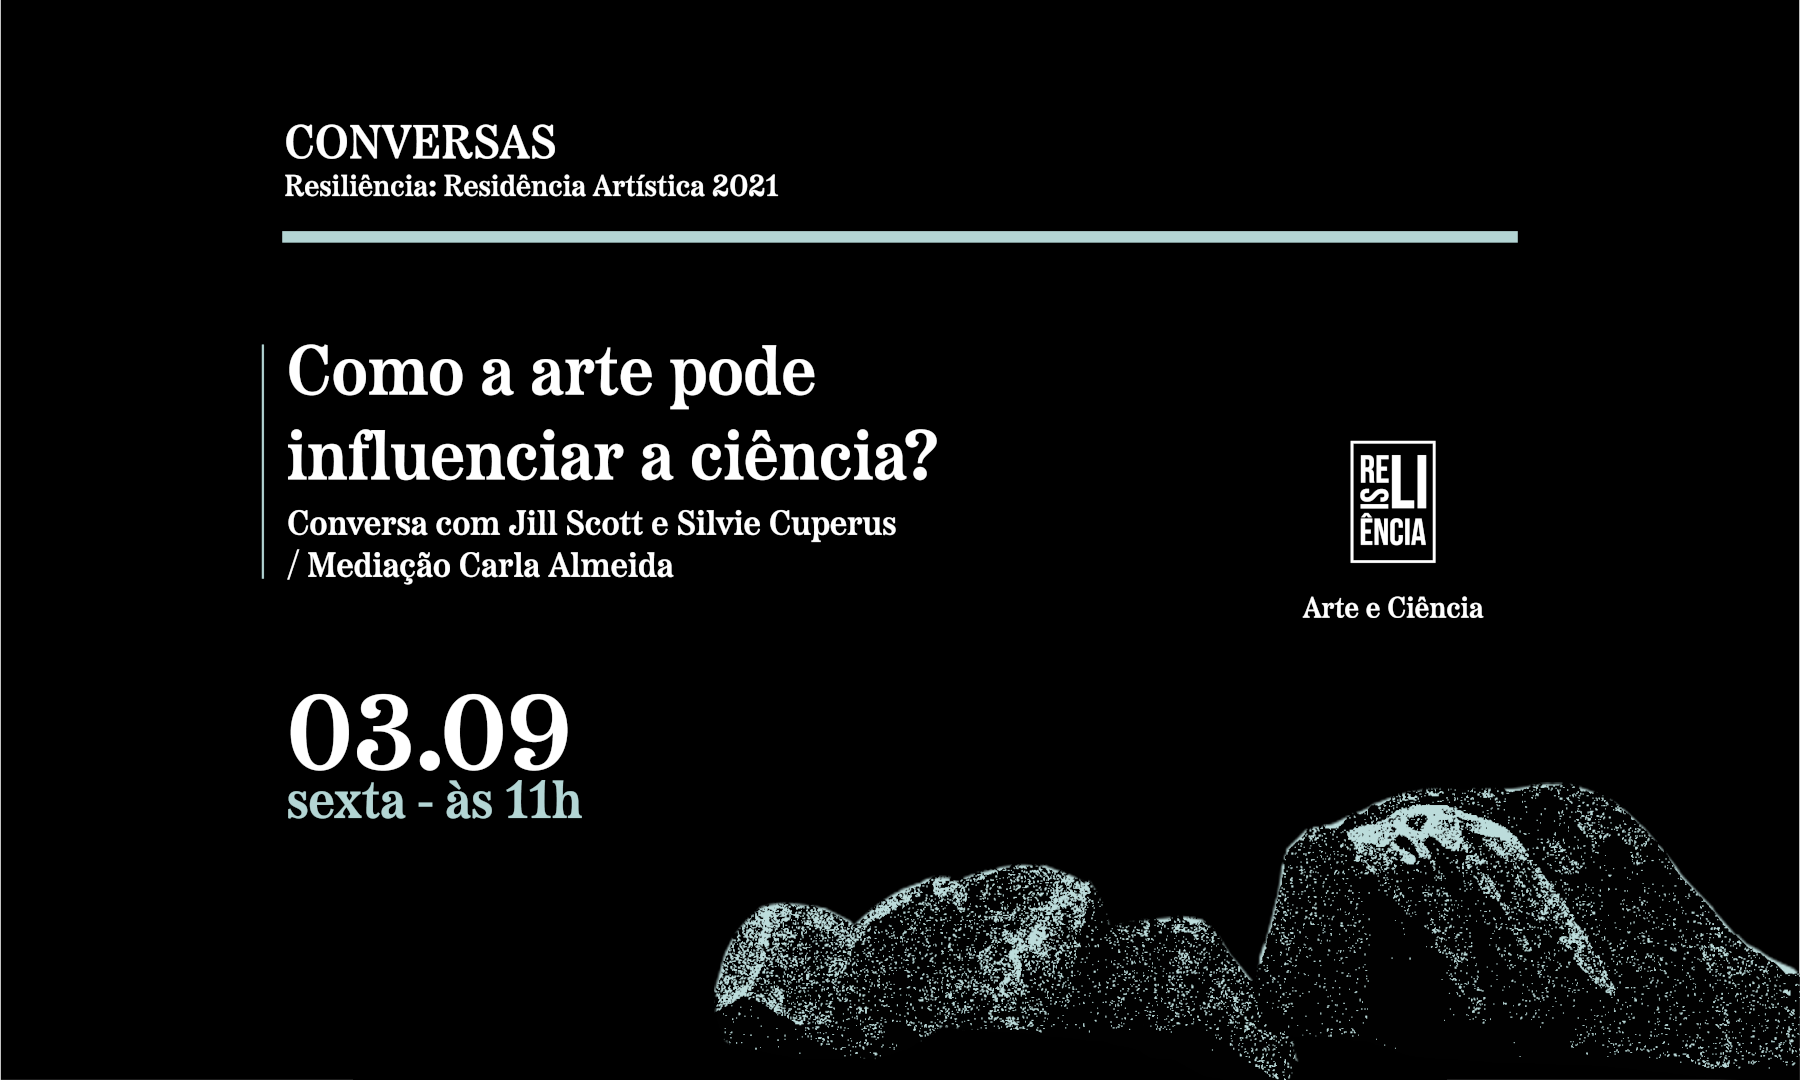 CONVERSAS
Resiliência: Residência Artística 2021
Como a arte pode
influenciar a ciência?
Conversa com Jill Scott e Silvie Cuperus
/ Mediação Carla Almeida
RE
SI
LI
ÊNCIA
Arte e Ciência
03.09
sexta - às 11h